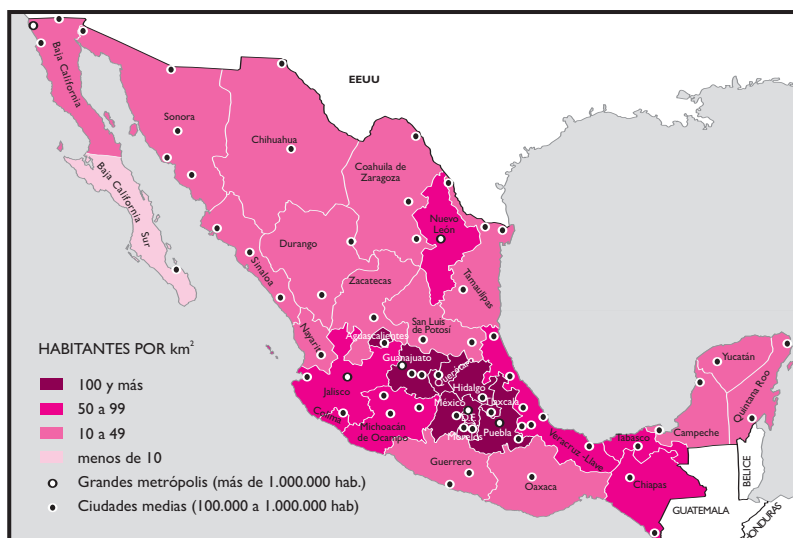 EEUU
Baja California
Sonora
Chihuahua
Coahuila de
Zaragoza
Baja California Sur
Nuevo
León
Durango
Sinaloa
Zacatecas
Tamaulipas
San Luis
de Potosí
Nayarit
Aguascalientes
HABITANTES POR km²
100 y más
50 a 99
10 a 49
menos de 10
Grandes metrópolis (más de 1.000.000 hab.)
Ciudades medias (100.000 a 1.000.000 hab)
Guanajuato
Querétaro
Hidalgo
Jalisco
México
D.F.
Tlaxcala
Colima
Michoacán
de Ocampo
Morelos
Puebla
Veracruz -Llave
Guerrero
Oaxaca
Tabasco
Chiapas
Campeche
Yucatán
Quintana Roo
BELICE
GUATEMALA
HONDURAS